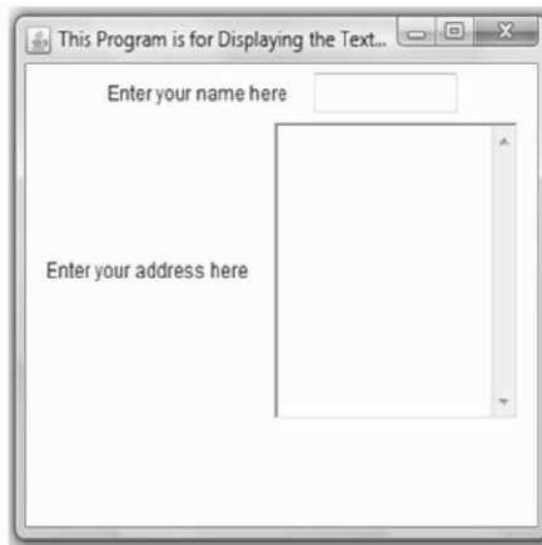 This Program is for Displaying the Text...
Enter your name here
Enter your address here